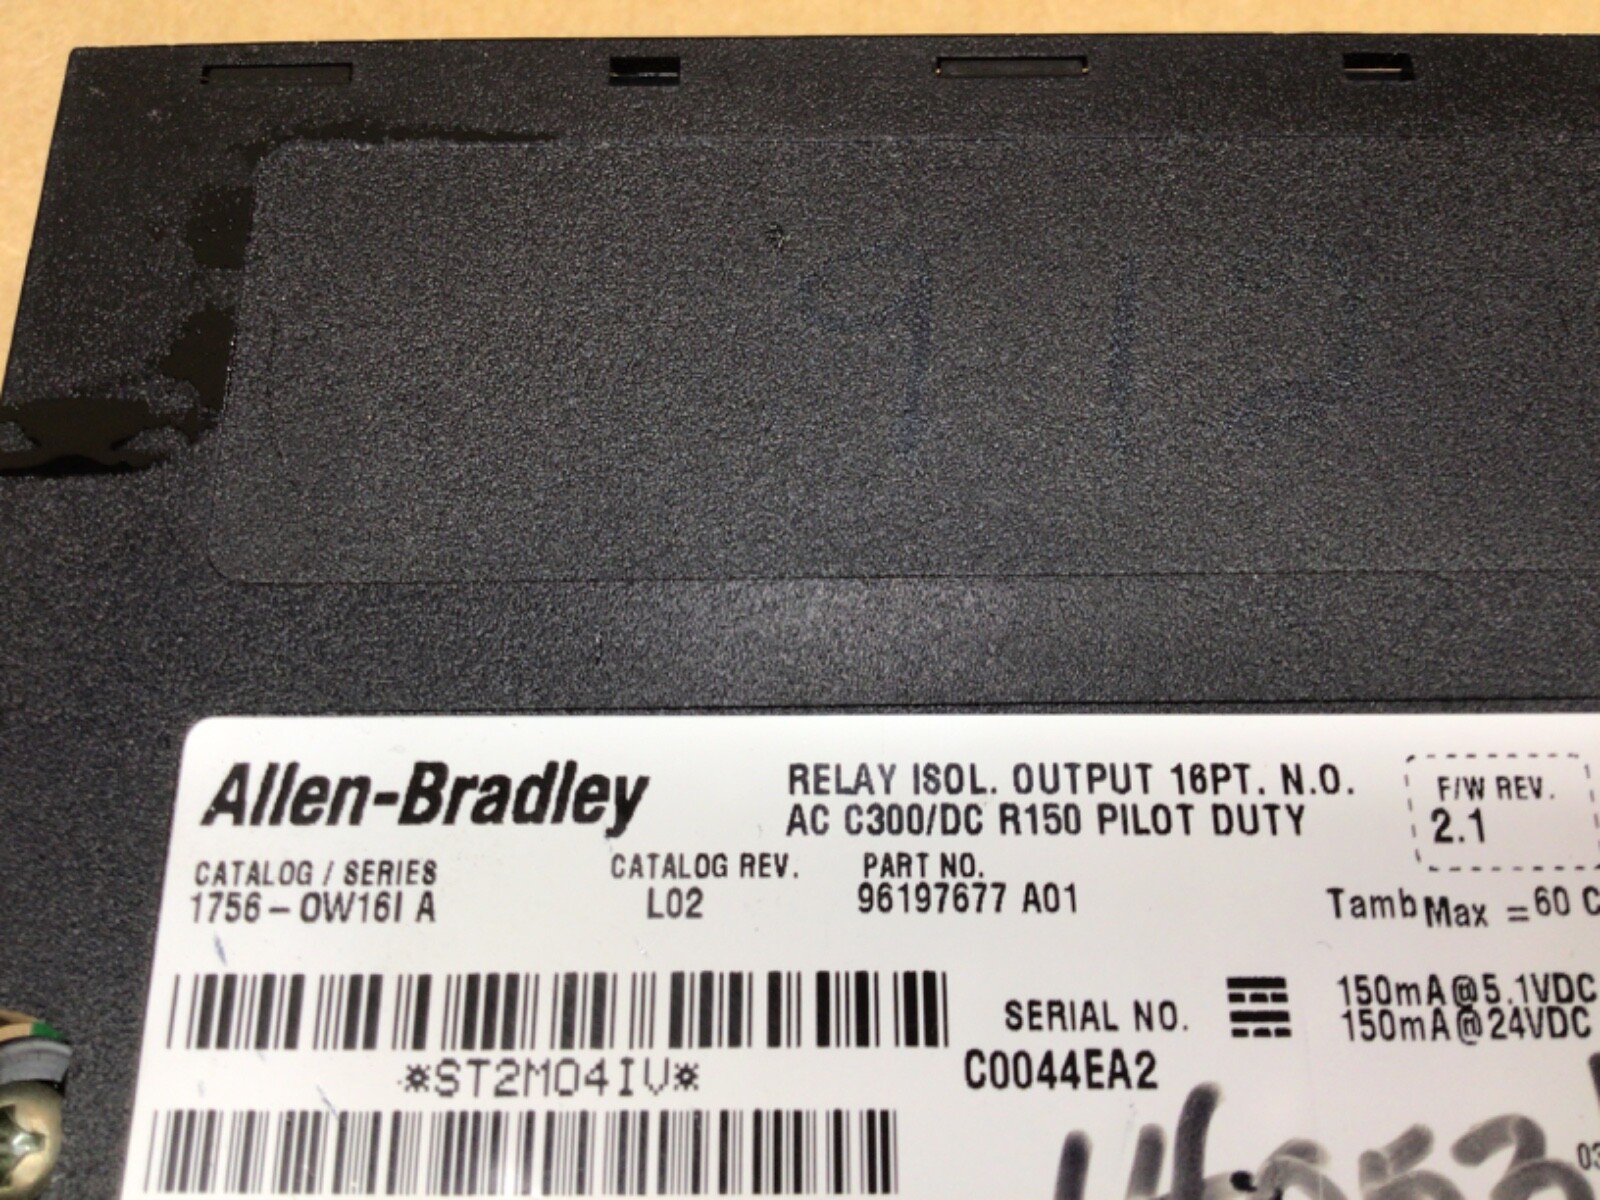 912
Allen-Bradley
RELAY ISOL. OUTPUT 16PT. N.O.
AC C300/DC R150 PILOT DUTY
F/W REV.
2.1
CATALOG / SERIES
1756-OW16I A
CATALOG REV.
L02
PART NO.
96197677 A01
Tamb Max = 60 C
*ST2M04IV*
SERIAL NO.
C0044EA2
150mA@5.1VDC
150mA@24VDC
03